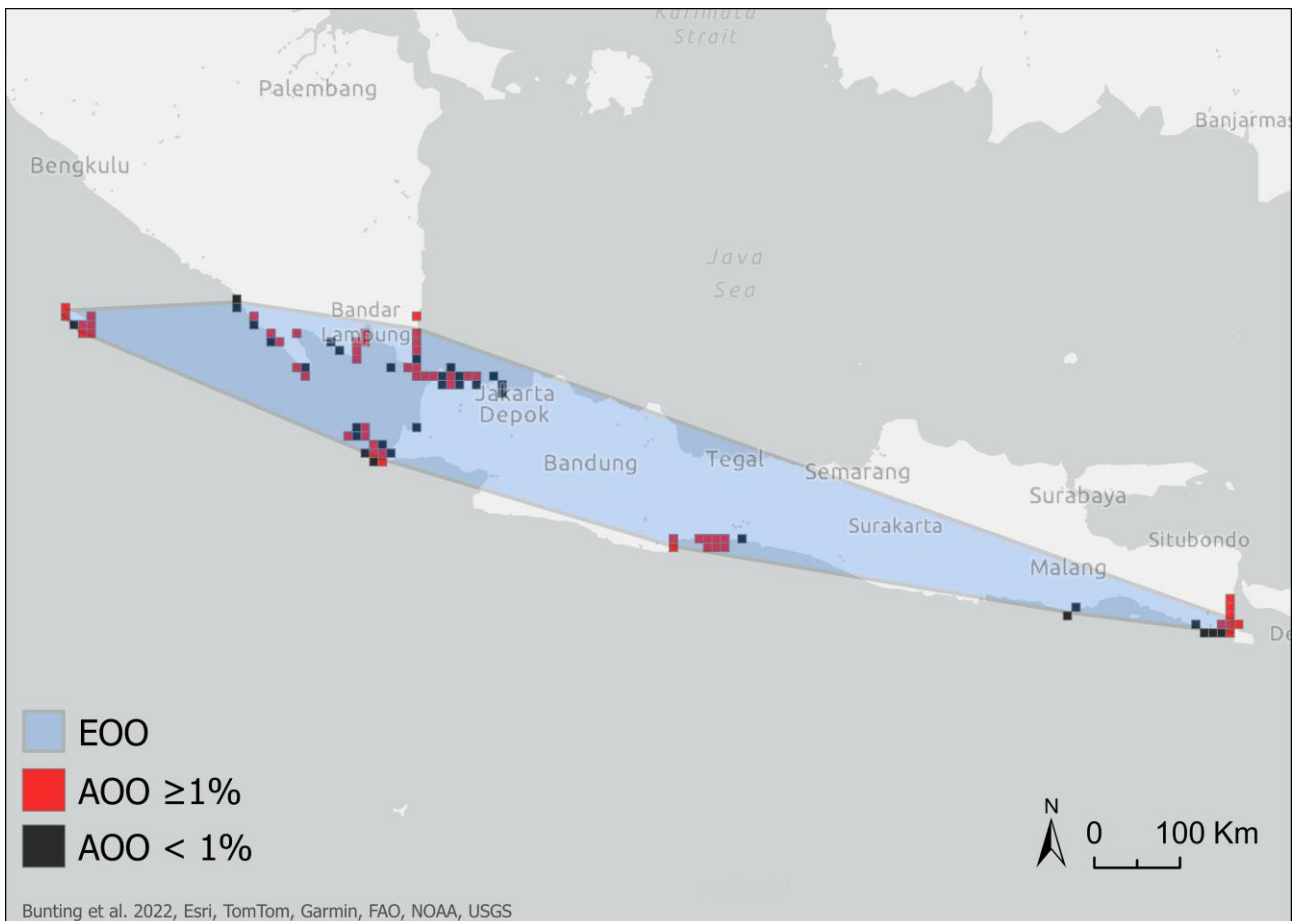 Karimata
Strait
Palembang
Banjarmas
Bengkulu
Java
Sea
Bandar
Lampung
Jakarta
Depok
Bandung
Tegal
Semarang
Surabaya
Surakarta
Situbondo
Malang
De
EOO
AOO ≥1%
AOO < 1%
N
0 100 Km
Bunting et al. 2022, Esri, TomTom, Garmin, FAO, NOAA, USGS